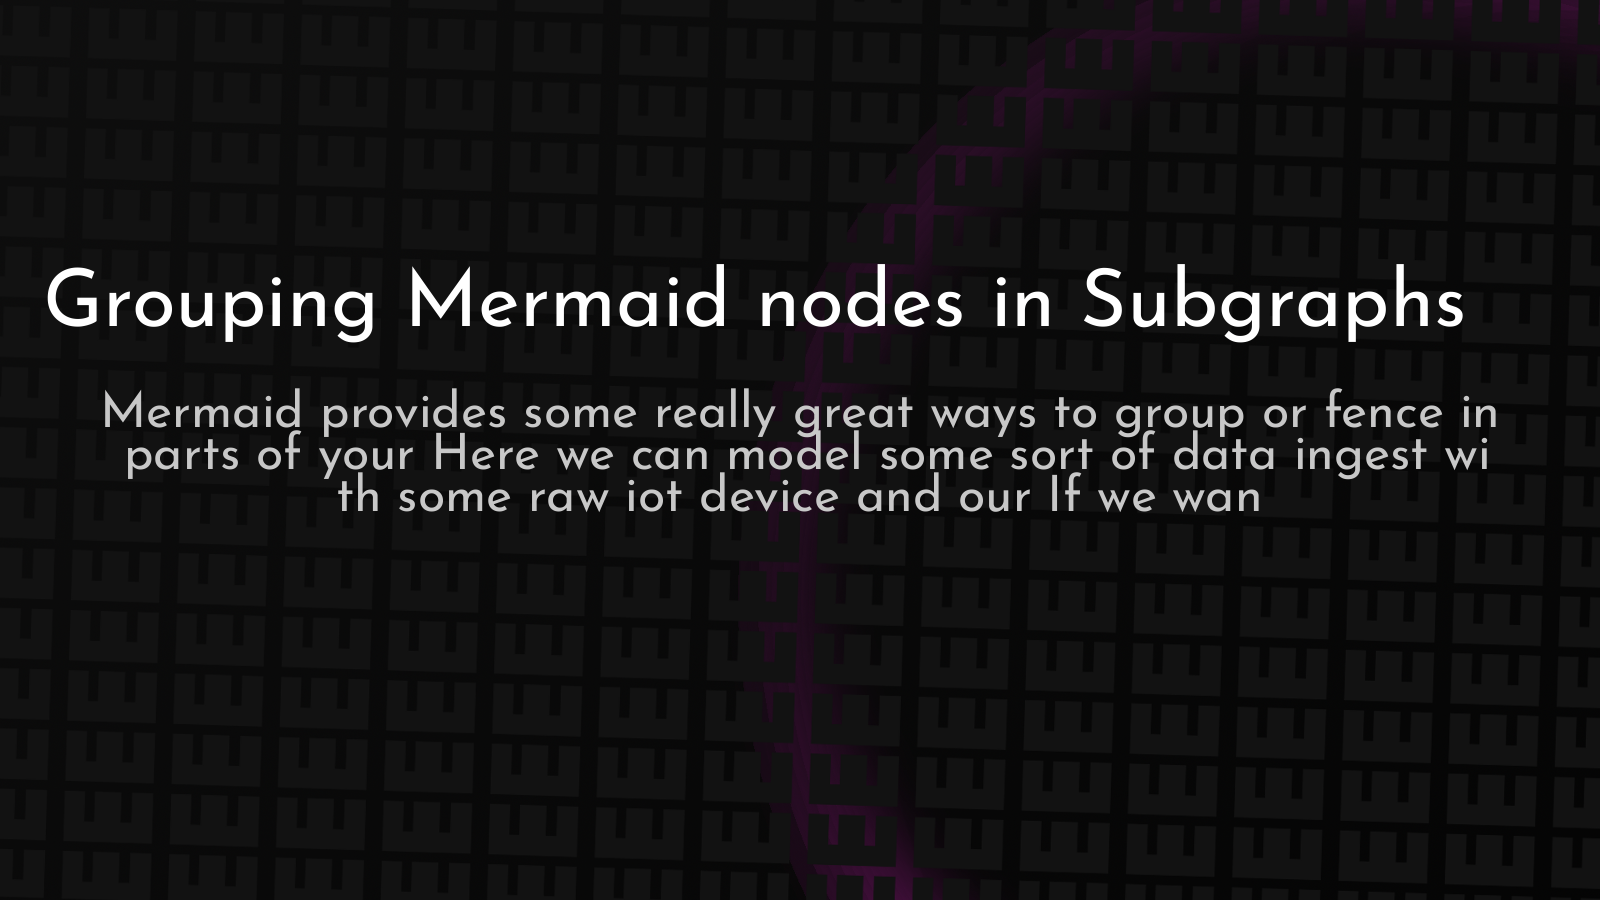 Grouping Mermaid nodes in Subgraphs
Mermaid provides some really great ways to group or fence in
parts of your Here we can model some sort of data ingest wi
th some raw iot device and our If we wan